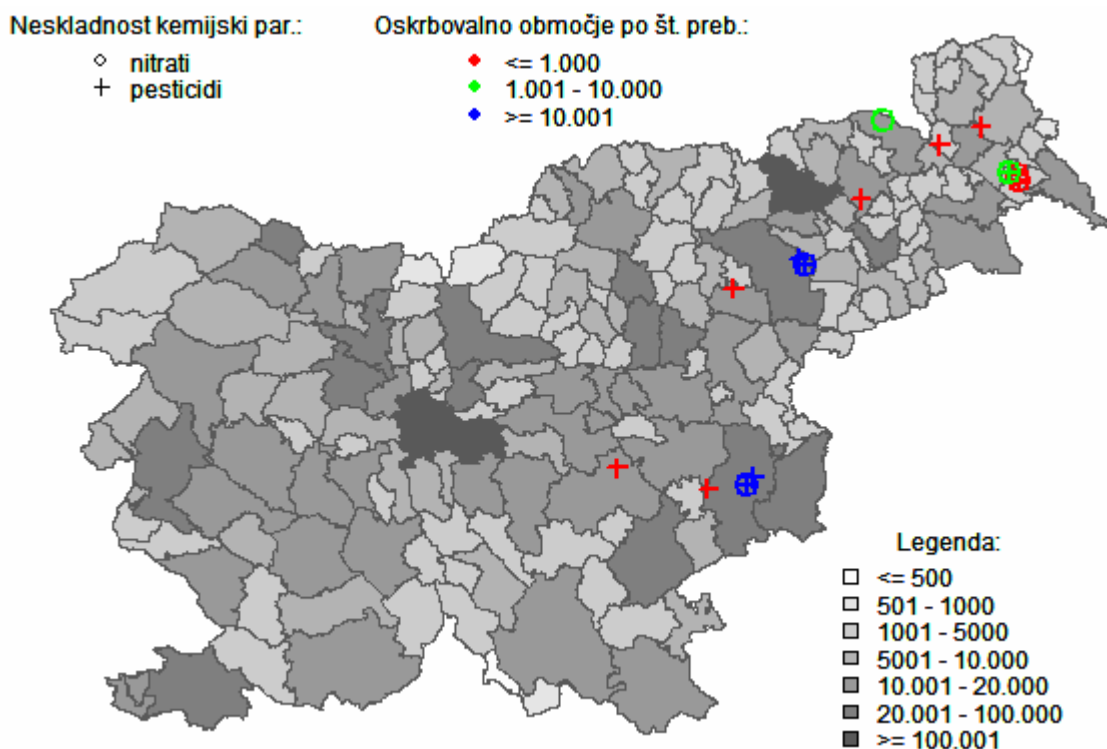 Neskladnost kemijski par.:
nitrati
pesticidi
Oskrbovalno območje po št. preb.:
<= 1.000
1.001 - 10.000
>= 10.001
Legenda:
<= 500
501 - 1000
1001 - 5000
5001 - 10.000
10.001 - 20.000
20.001 - 100.000
>= 100.001